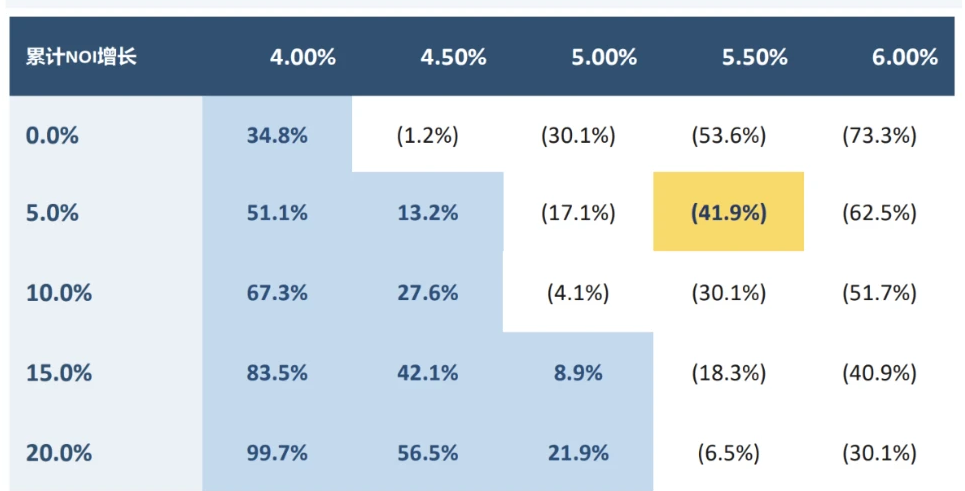 累计NOI增长 4.00% 4.50% 5.00% 5.50% 6.00%
0.0% 34.8% (1.2%) (30.1%) (53.6%) (73.3%)
5.0% 51.1% 13.2% (17.1%) (41.9%) (62.5%)
10.0% 67.3% 27.6% (4.1%) (30.1%) (51.7%)
15.0% 83.5% 42.1% 8.9% (18.3%) (40.9%)
20.0% 99.7% 56.5% 21.9% (6.5%) (30.1%)